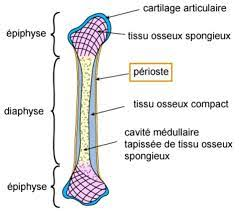 cartilage articulaire
épiphyse
tissu osseux spongieux
périoste
diaphyse
tissu osseux compact
cavité médullaire
tapissée de tissu osseux
spongieux
épiphyse